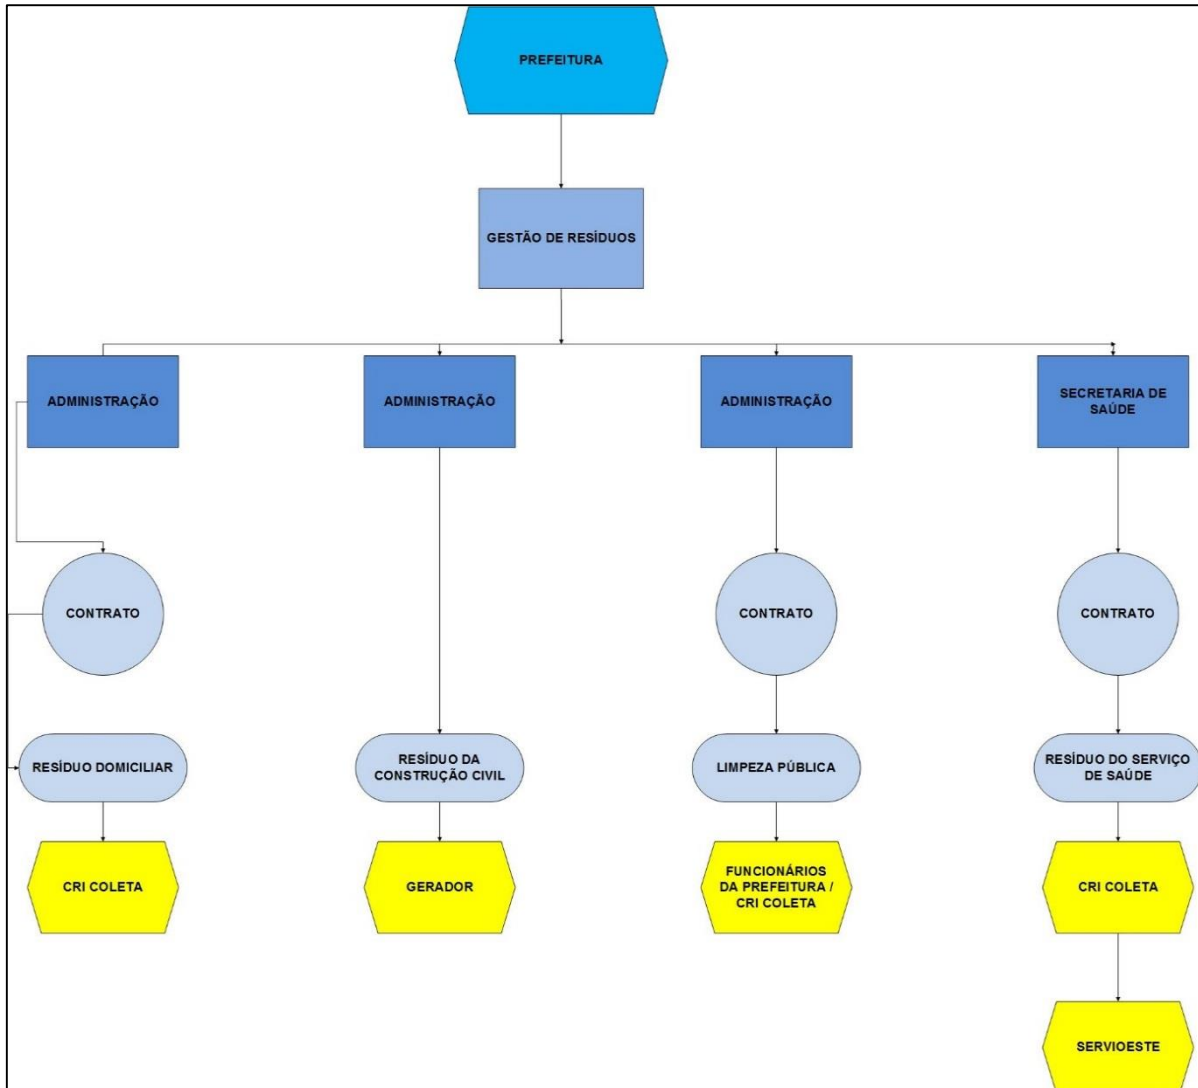 PREFEITURA
GESTÃO DE RESÍDUOS
ADMINISTRAÇÃO
ADMINISTRAÇÃO
ADMINISTRAÇÃO
SECRETARIA DE
SAÚDE
CONTRATO
CONTRATO
CONTRATO
RESÍDUO DOMICILIAR
RESÍDUO DA
CONSTRUÇÃO CIVIL
LIMPEZA PÚBLICA
RESÍDUO DO SERVIÇO
DE SAÚDE
CRI COLETA
GERADOR
FUNCIONÁRIOS
DA PREFEITURA /
CRI COLETA
CRI COLETA
SERVIOESTE